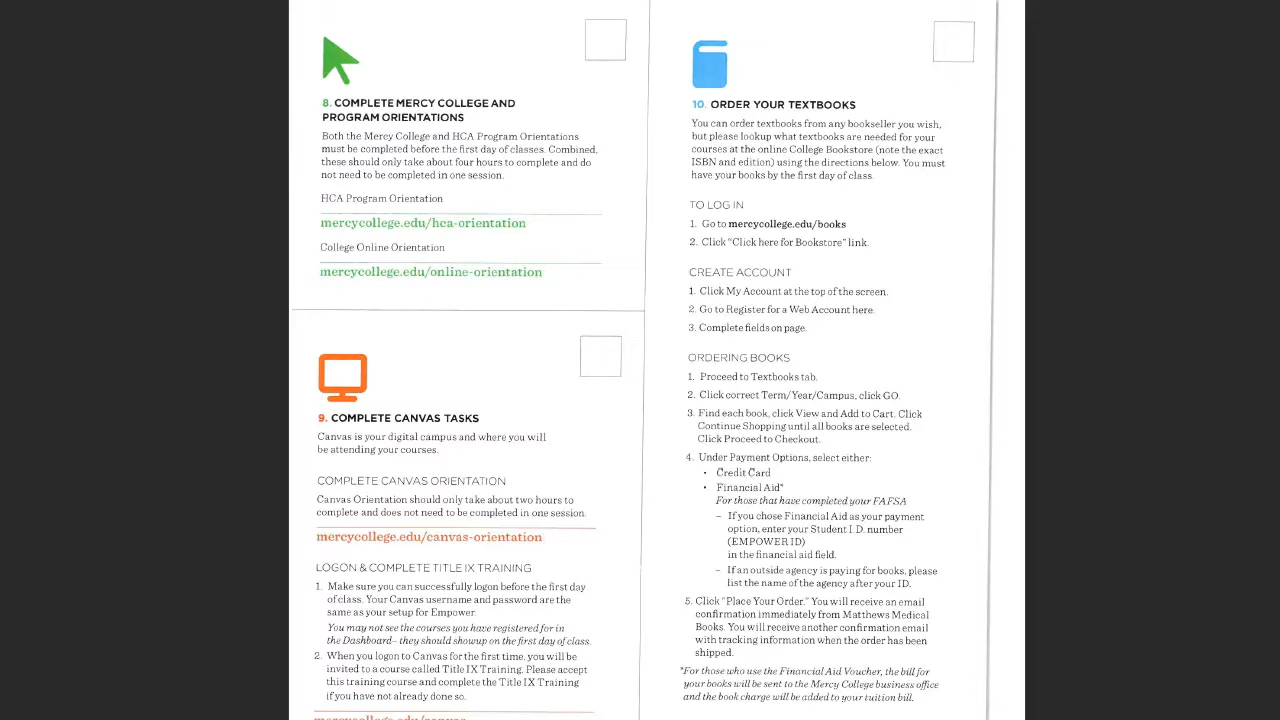 8. COMPLETE MERCY COLLEGE AND
PROGRAM ORIENTATIONS
Both the Mercy College and HCA Program Orientations
must be completed before the first day of classes. Combined,
these should only take about four hours to complete and do
not need to be completed in one session.
HCA Program Orientation
mercycollege.edu/hca-orientation
College Online Orientation
mercycollege.edu/online-orientation
9. COMPLETE CANVAS TASKS
Canvas is your digital campus and where you will
be attending your courses.
COMPLETE CANVAS ORIENTATION
Canvas Orientation should only take about two hours to
complete and does not need to be completed in one session.
mercycollege.edu/canvas-orientation
LOGON & COMPLETE TITLE IX TRAINING
1. Make sure you can successfully logon before the first day
of class. Your Canvas username and password are the
same as your setup for Empower.
You may not see the courses you have registered for in
the Dashboard– they should showup on the first day of class.
2. When you logon to Canvas for the first time, you will be
invited to a course called Title IX Training. Please accept
this training course and complete the Title IX Training
if you have not already done so.
mercycollege.edu/canvas
10. ORDER YOUR TEXTBOOKS
You can order textbooks from any bookseller you wish,
but please lookup what textbooks are needed for your
courses at the online College Bookstore (note the exact
ISBN and edition) using the directions below. You must
have your books by the first day of class.
TO LOG IN
1. Go to mercycollege.edu/books
2. Click "Click here for Bookstore" link.
CREATE ACCOUNT
1. Click My Account at the top of the screen.
2. Go to Register for a Web Account here.
3. Complete fields on page.
ORDERING BOOKS
1. Proceed to Textbooks tab.
2. Click correct Term/Year/Campus, click GO.
3. Find each book, click View and Add to Cart. Click
Continue Shopping until all books are selected.
Click Proceed to Checkout.
4. Under Payment Options, select either:
• Credit Card
• Financial Aid*
For those that have completed your FAFSA
– If you chose Financial Aid as your payment
option, enter your Student I.D. number
(EMPOWER ID)
in the financial aid field.
– If an outside agency is paying for books, please
list the name of the agency after your ID.
5. Click "Place Your Order." You will receive an email
confirmation immediately from Matthews Medical
Books. You will receive another confirmation email
with tracking information when the order has been
shipped.
*For those who use the Financial Aid Voucher, the bill for
your books will be sent to the Mercy College business office
and the book charge will be added to your tuition bill.